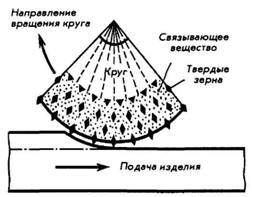 Направление
вращения круга
Связывающее
вещество
Круг
Твердые
зерна
Подача изделия